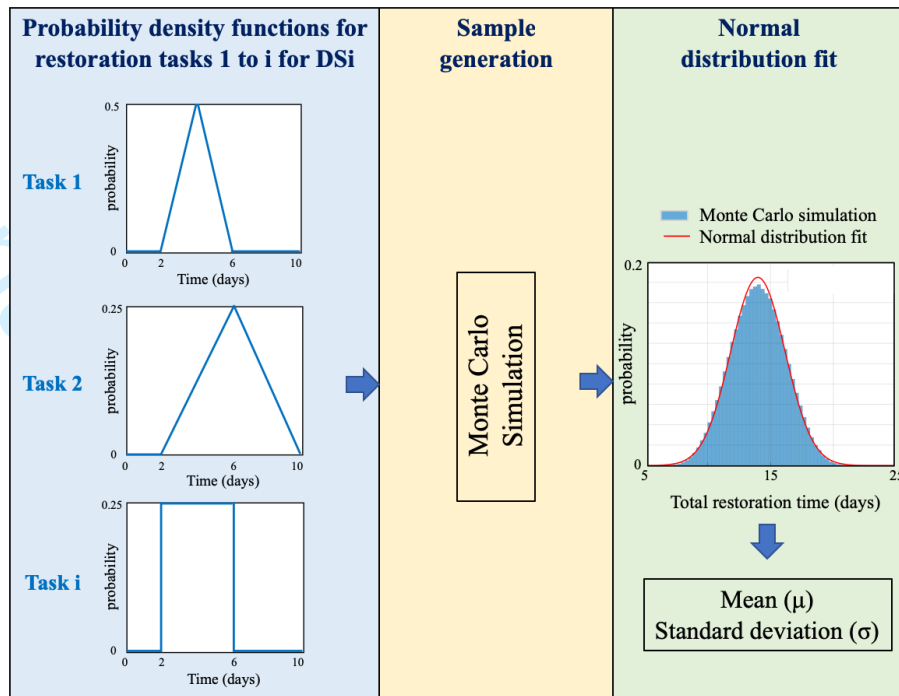 Probability density functions for
restoration tasks 1 to i for DSi
Sample
generation
Normal
distribution fit
Task 1
0.5
probability
0
0 2 6 10
Time (days)
Task 2
0.25
probability
0
0 2 6 10
Time (days)
Task i
0.25
probability
0
0 2 6 10
Time (days)
Monte Carlo
Simulation
Monte Carlo simulation
Normal distribution fit
0.2
probability
0
5 15 25
Total restoration time (days)
Mean (μ)
Standard deviation (σ)